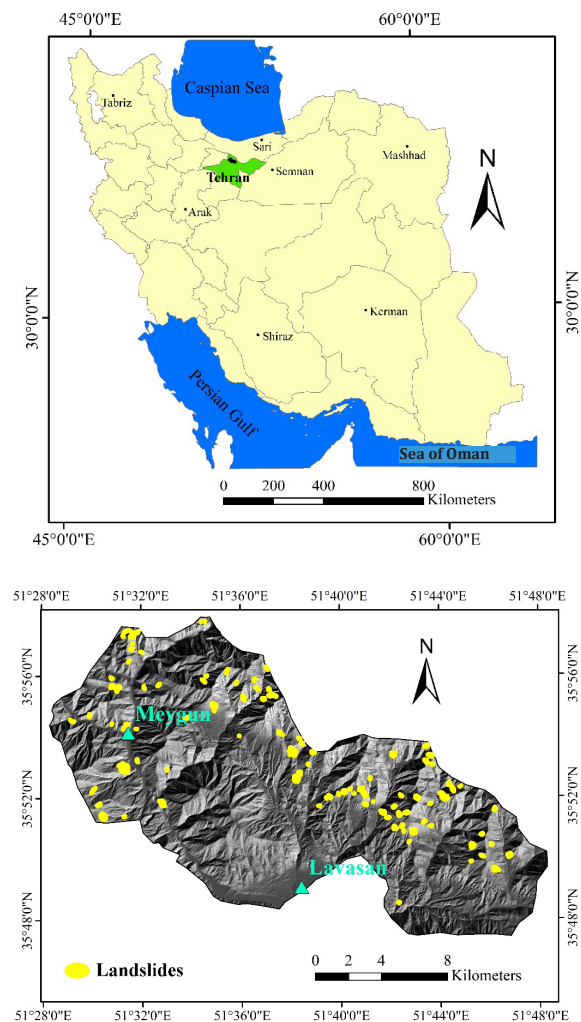 45°0'0"E 60°0'0"E
Caspian Sea
Tabriz
Sari
Mashhad
N
Semnan
Tehran
Arak
30°0'0"N 30°0'0"N
Kerman
Shiraz
Persian Gulf
Sea of Oman
0 200 400 800
Kilometers
45°0'0"E 60°0'0"E
51°28'0"E 51°32'0"E 51°36'0"E 51°40'0"E 51°44'0"E 51°48'0"E
N
35°56'0"N 35°56'0"N
Meygun
35°52'0"N 35°52'0"N
Lavasan
35°48'0"N 35°48'0"N
Landslides
0 2 4 8
Kilometers
51°28'0"E 51°32'0"E 51°36'0"E 51°40'0"E 51°44'0"E 51°48'0"E